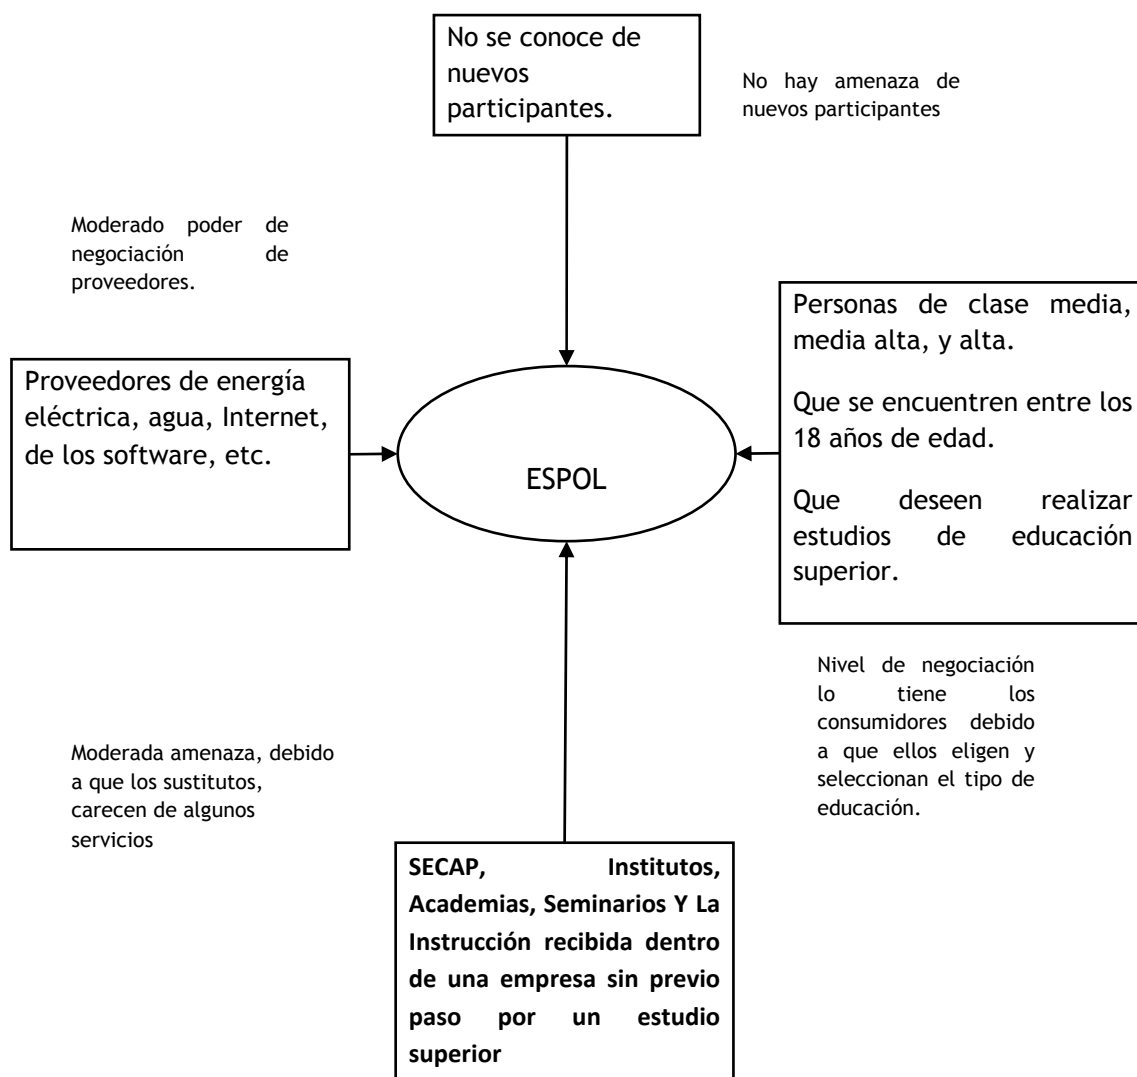 No se conoce de
nuevos
participantes.
No hay amenaza de
nuevos participantes
Moderado poder de
negociación de
proveedores.
Personas de clase media,
media alta, y alta.
Que se encuentren entre los
18 años de edad.
Que deseen realizar
estudios de educación
superior.
Proveedores de energía
eléctrica, agua, Internet,
de los software, etc.
ESPOL
Nivel de negociación
lo tiene los
consumidores debido
a que ellos eligen y
seleccionan el tipo de
educación.
Moderada amenaza, debido
a que los sustitutos,
carecen de algunos
servicios
SECAP, Institutos,
Academias, Seminarios Y La
Instrucción recibida dentro
de una empresa sin previo
paso por un estudio
superior